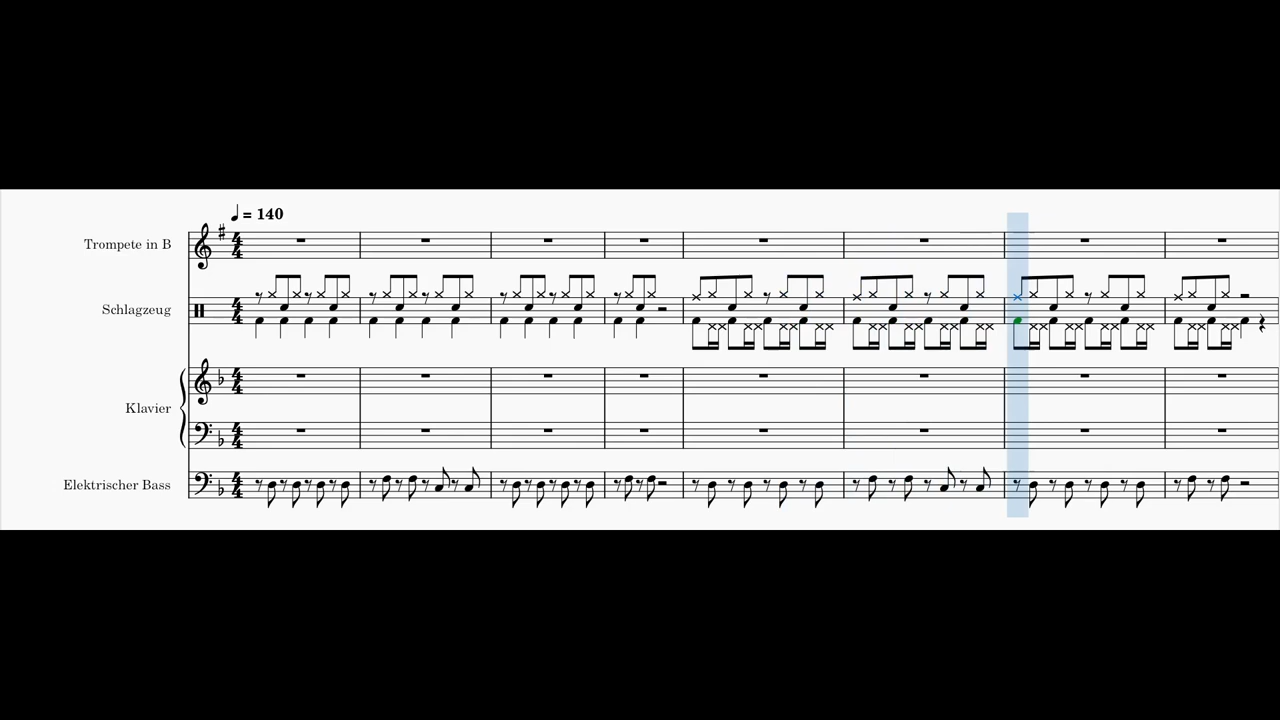 ♩ = 140
Trompete in B
Schlagzeug
Klavier
Elektrischer Bass